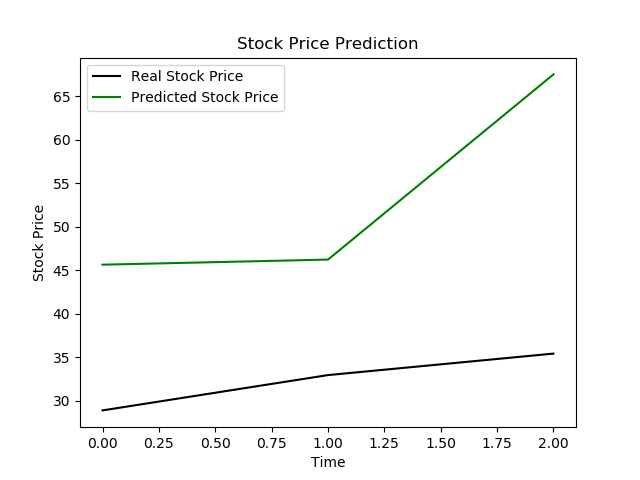 Stock Price Prediction
Real Stock Price
Predicted Stock Price
Stock Price
65
60
55
50
45
40
35
30
0.00 0.25 0.50 0.75 1.00 1.25 1.50 1.75 2.00
Time